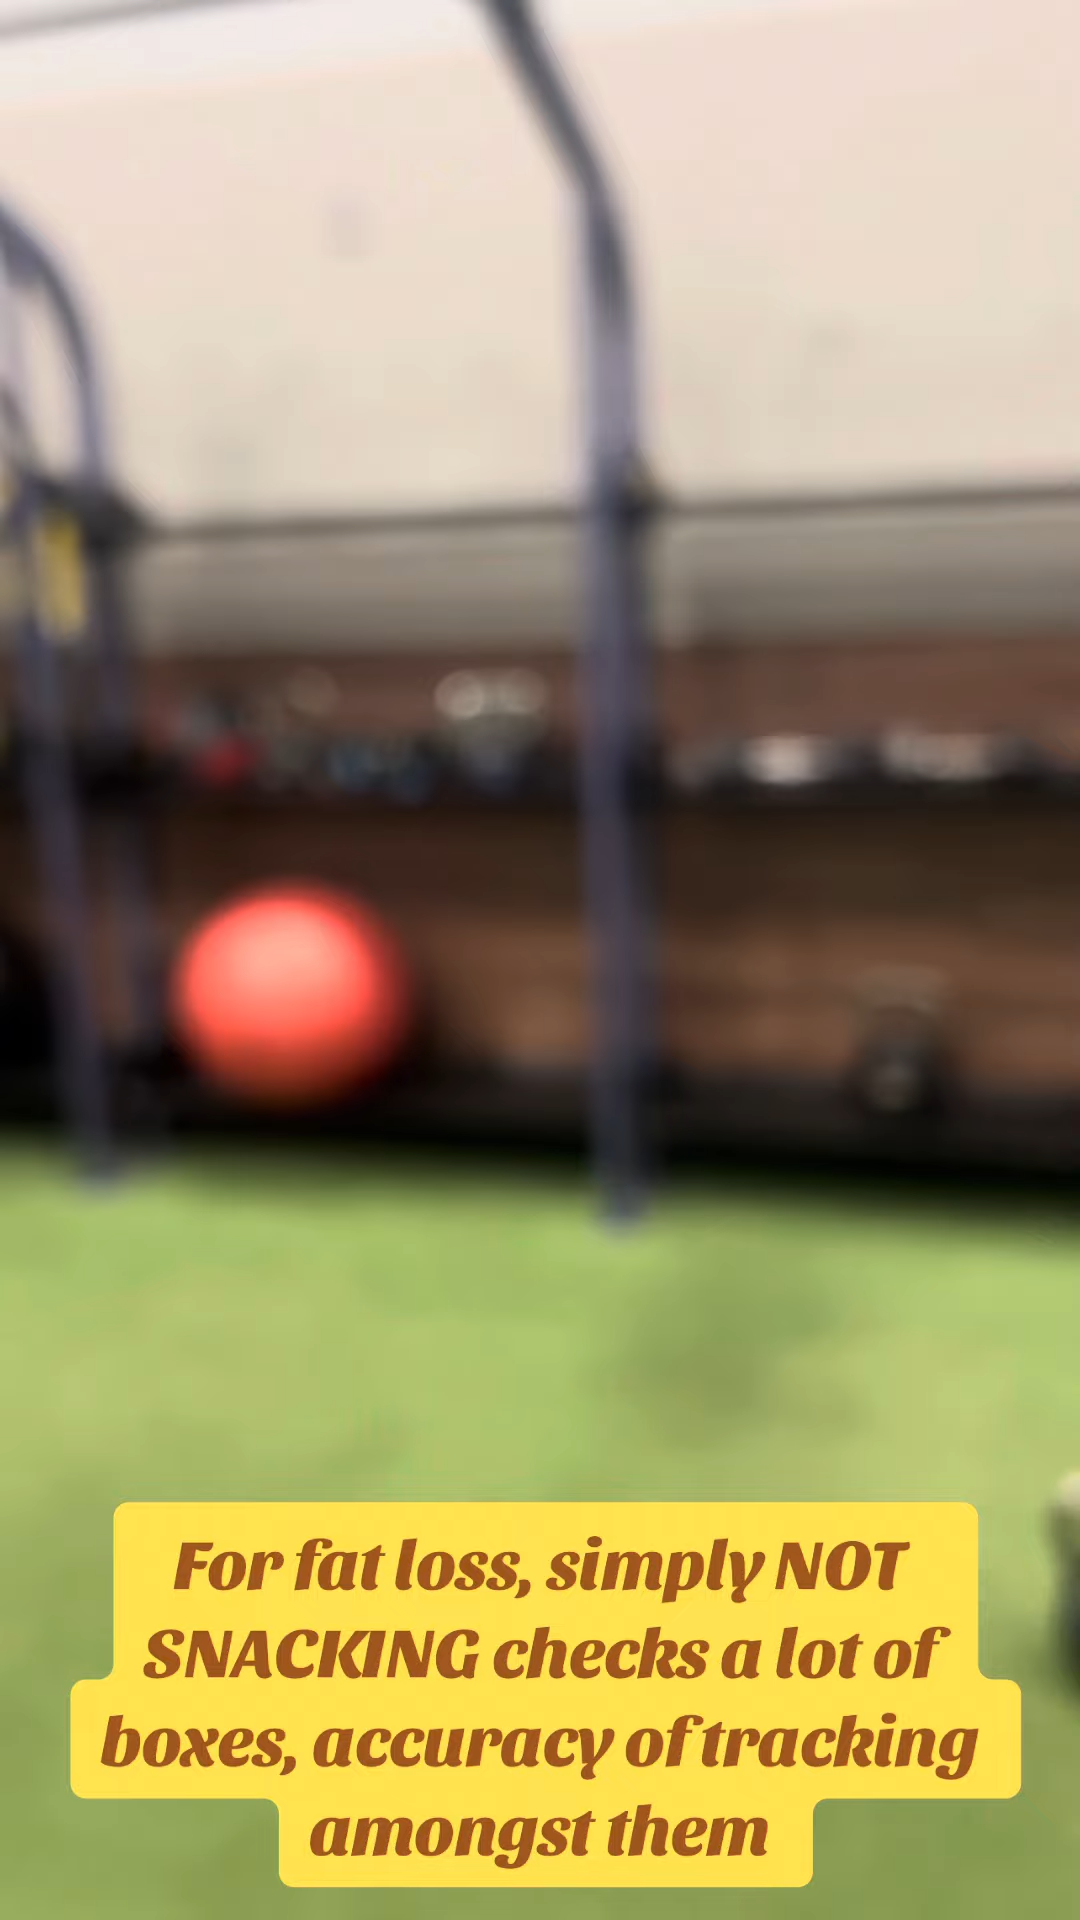 For fat loss, simply NOT
SNACKING checks a lot of
boxes, accuracy of tracking
amongst them